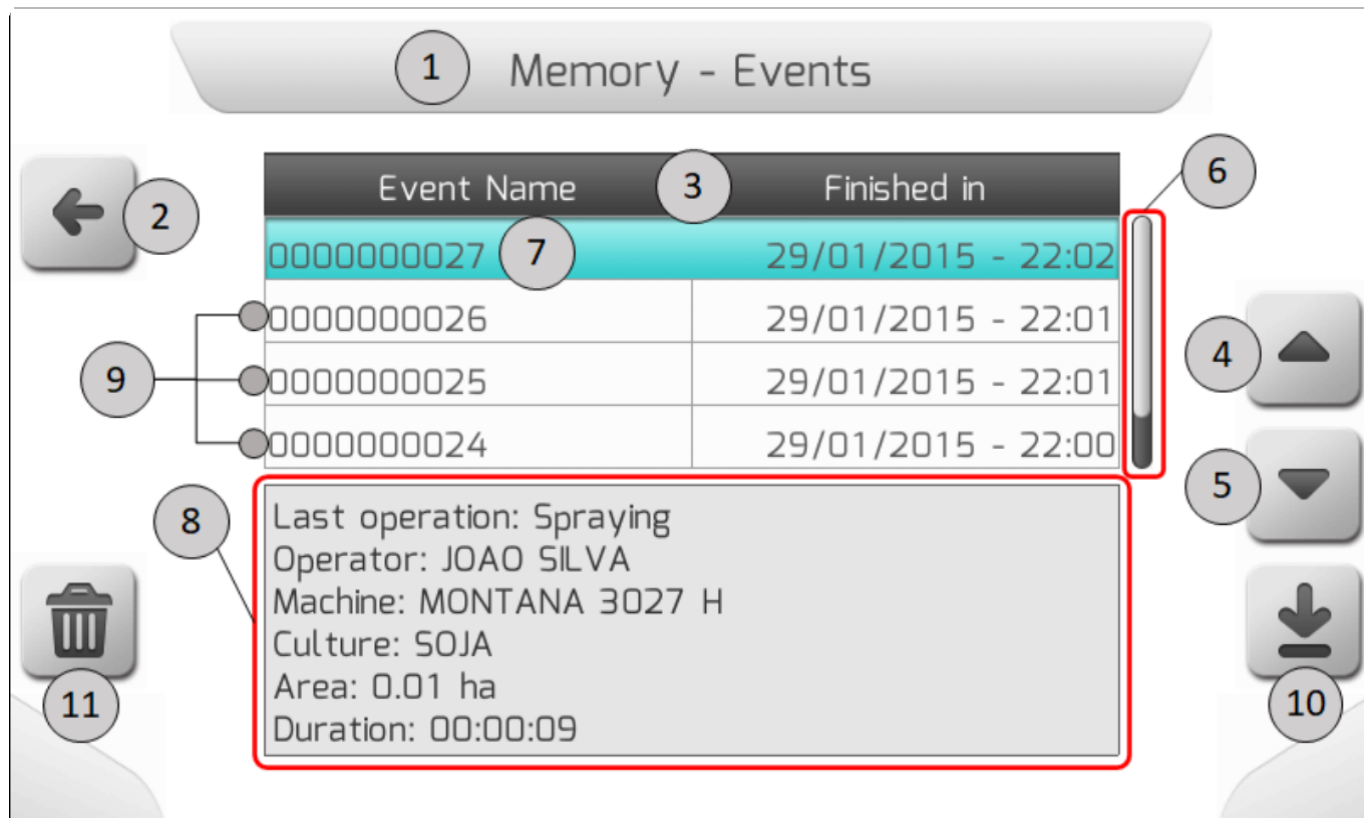 1 Memory - Events
Event Name 3 Finished in 6
2
0000000027 7 29/01/2015 - 22:02
0000000026 29/01/2015 - 22:01
4
9 0000000025 29/01/2015 - 22:01
0000000024 29/01/2015 - 22:00
5
8 Last operation: Spraying
Operator: JOAO SILVA
Machine: MONTANA 3027 H
Culture: SOJA
Area: 0.01 ha
11 10
Duration: 00:00:09